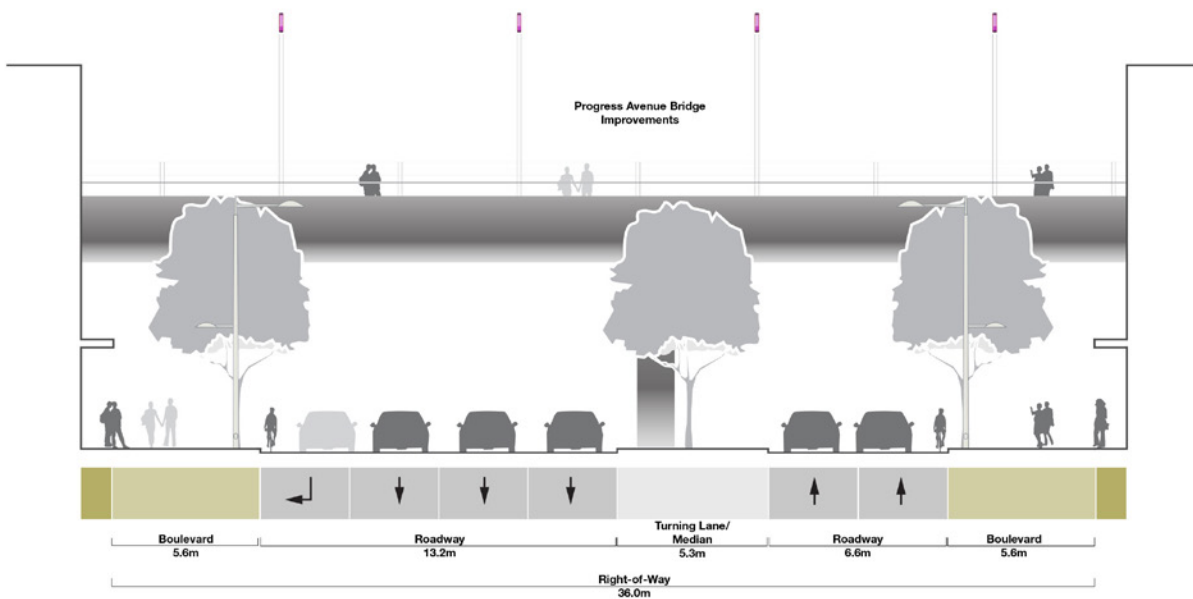 Progress Avenue Bridge
Improvements
Boulevard
5.6m
Roadway
13.2m
Turning Lane/
Median
5.3m
Roadway
6.6m
Boulevard
5.6m
Right-of-Way
36.0m